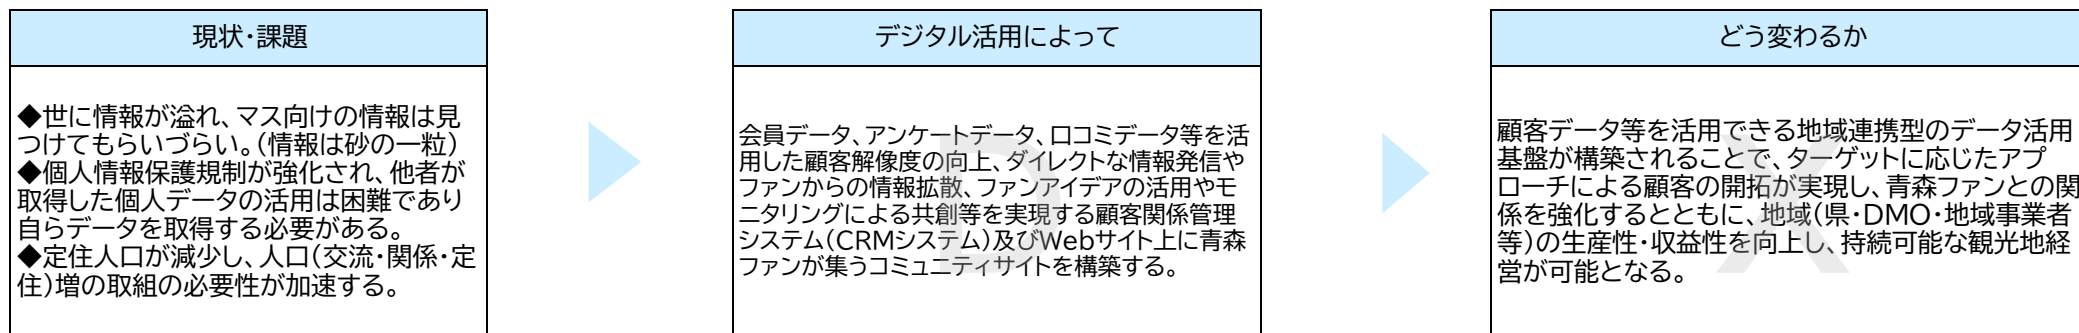 現状・課題
◆世に情報が溢れ、マス向けの情報は見
つけてもらいづらい。(情報は砂の一粒)
◆個人情報保護規制が強化され、他者が
取得した個人データの活用は困難であり
自らデータを取得する必要がある。
◆定住人口が減少し、人口(交流・関係・定
住)増の取組の必要性が加速する。
デジタル活用によって
会員データ、アンケートデータ、口コミデータ等を活
用した顧客解像度の向上、ダイレクトな情報発信や
ファンからの情報拡散、ファンアイデアの活用やモ
ニタリングによる共創等を実現する顧客関係管理
システム(CRMシステム)及びWebサイト上に青森
ファンが集うコミュニティサイトを構築する。
D
どう変わるか
顧客データ等を活用できる地域連携型のデータ活用
基盤が構築されることで、ターゲットに応じたアプ
ローチによる顧客の開拓が実現し、青森ファンとの関
係を強化するとともに、地域(県・DMO・地域事業者
等)の生産性・収益性を向上し、持続可能な観光地経
営が可能となる。
X